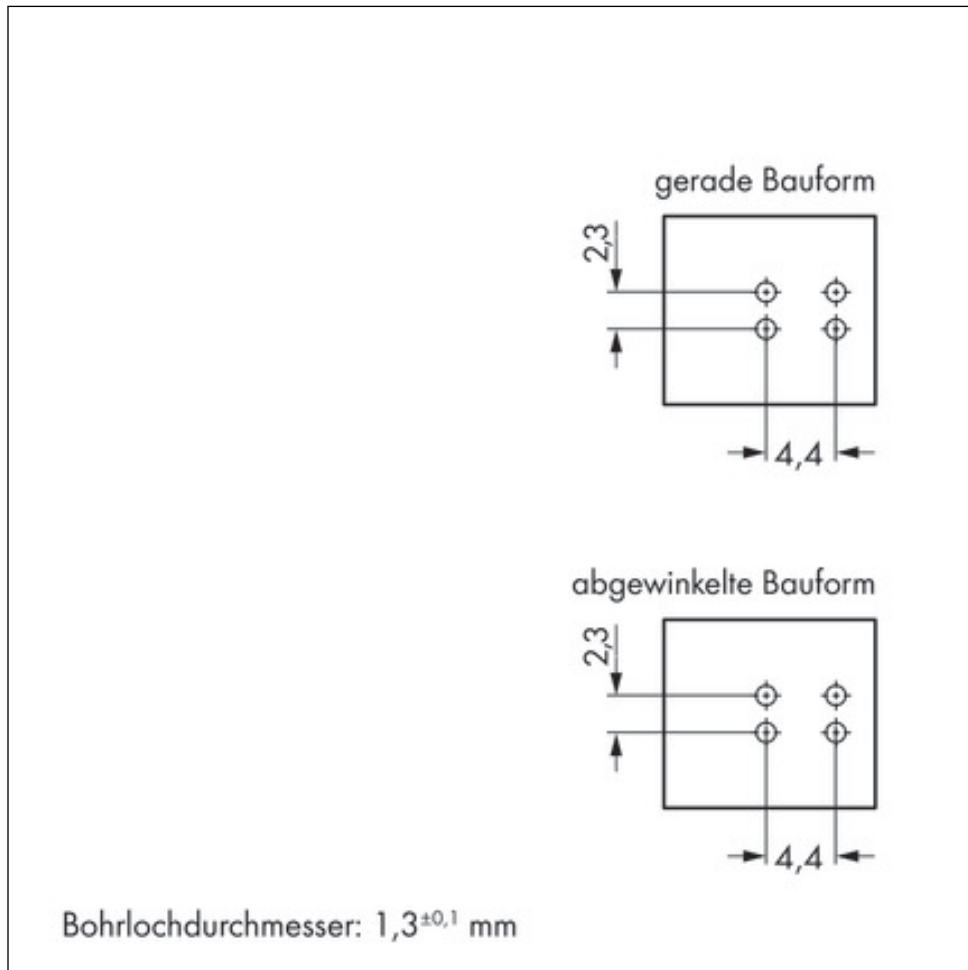 gerade Bauform
2,3
4,4
abgewinkelte Bauform
2,3
4,4
Bohrlochdurchmesser: 1,3±0,1 mm